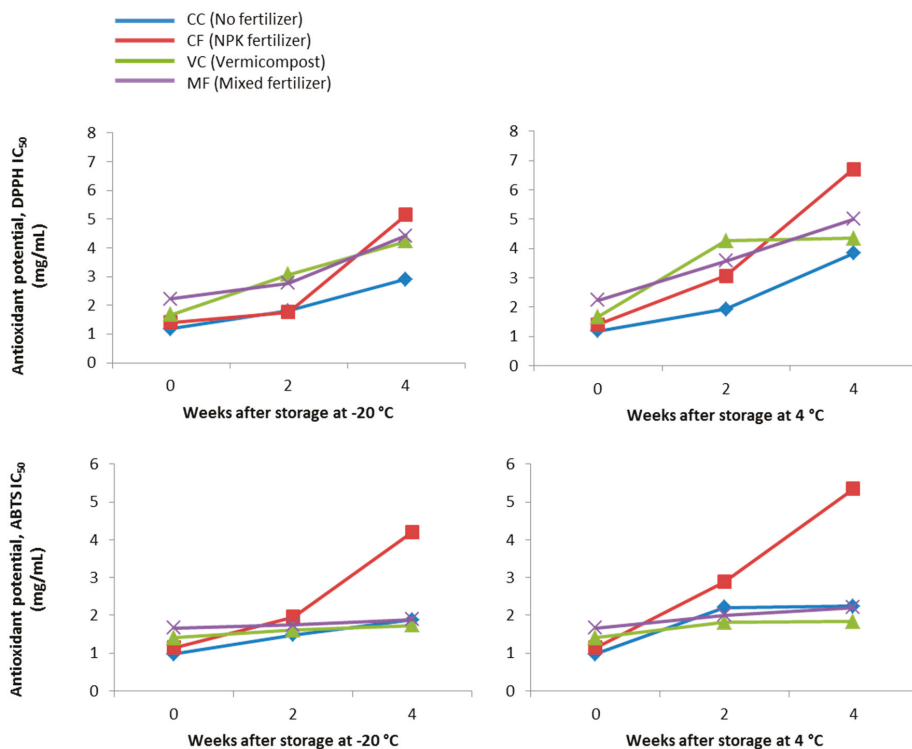 CC (No fertilizer)
CF (NPK fertilizer)
VC (Vermicompost)
MF (Mixed fertilizer)
Antioxidant potential, DPPH IC50
(mg/mL)
8
7
6
5
4
3
2
1
0
0 2 4
Weeks after storage at -20 °C
8
7
6
5
4
3
2
1
0
0 2 4
Weeks after storage at 4 °C
Antioxidant potential, ABTS IC50
(mg/mL)
6
5
4
3
2
1
0
0 2 4
Weeks after storage at -20 °C
6
5
4
3
2
1
0
0 2 4
Weeks after storage at 4 °C